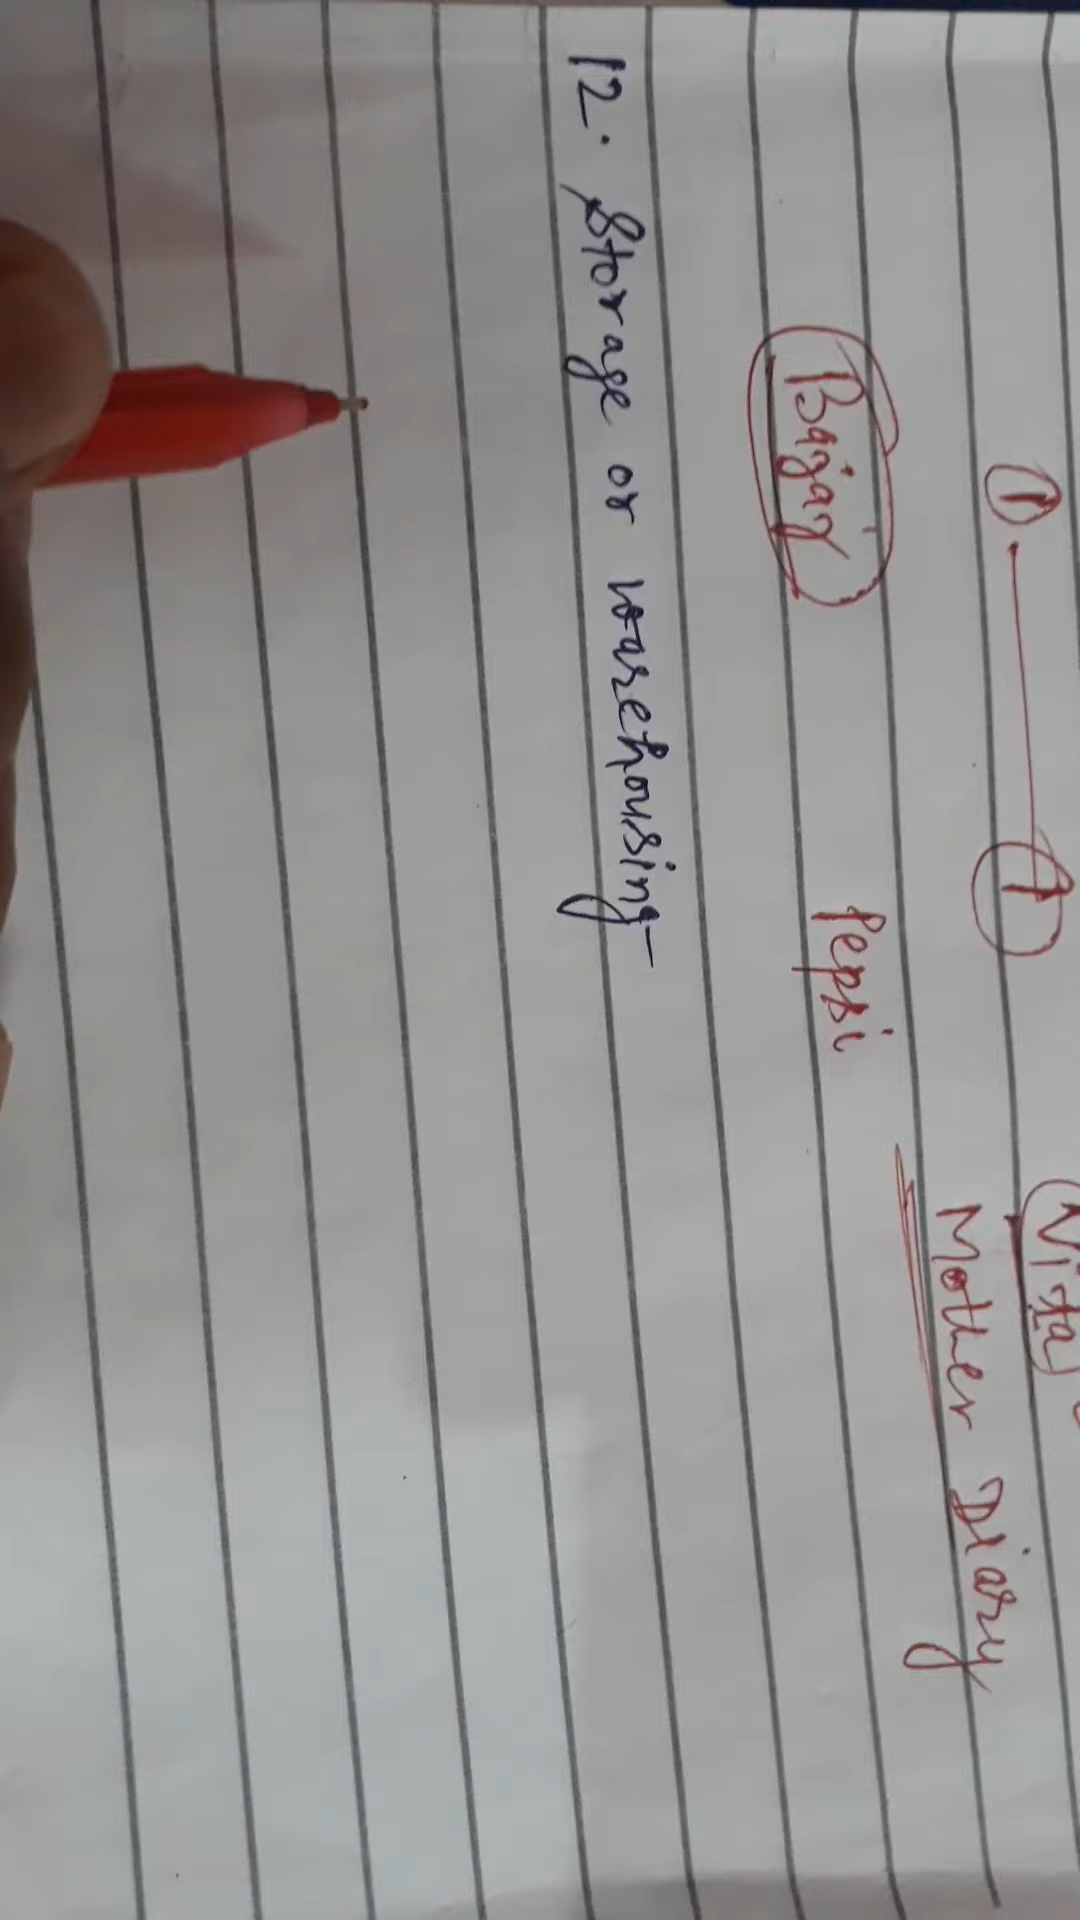 Vita
1 1
Mother Diary
Bajaj Pepsi
12. Storage or warehousing-